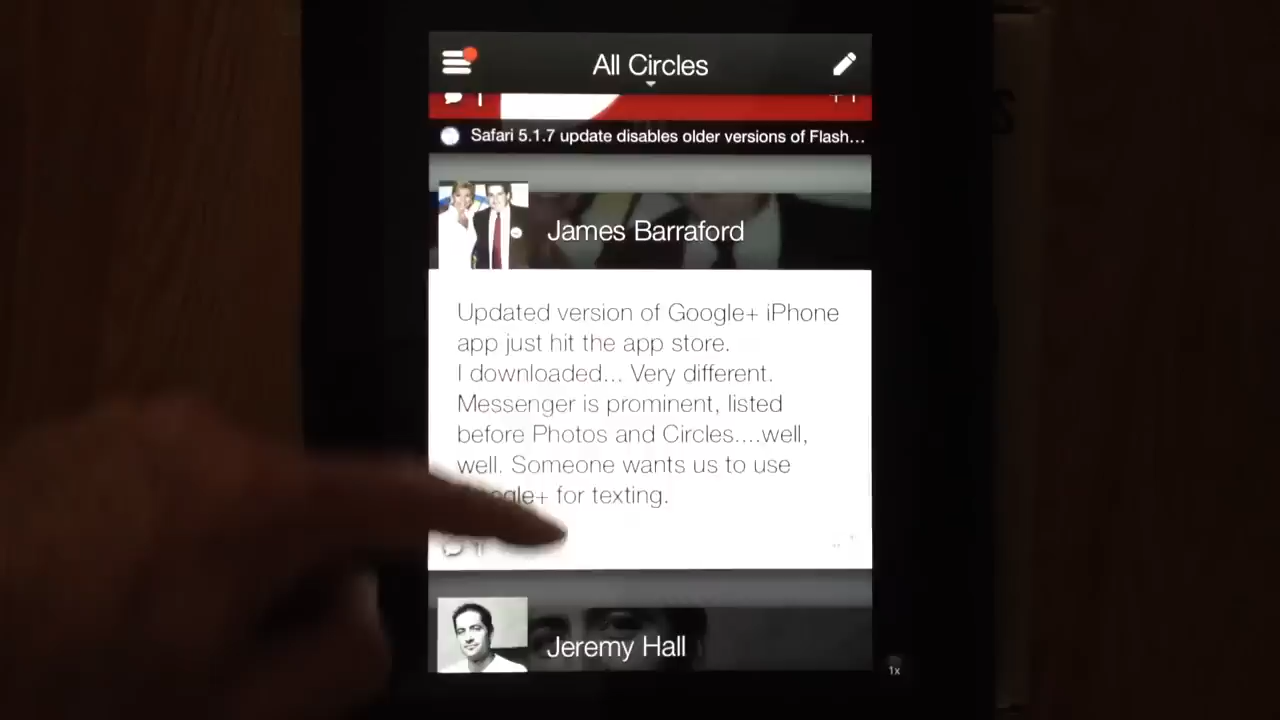 All Circles
Safari 5.1.7 update disables older versions of Flash...
James Barraford
Updated version of Google+ iPhone
app just hit the app store.
I downloaded... Very different.
Messenger is prominent, listed
before Photos and Circles....well,
well. Someone wants us to use
Google+ for texting.
Jeremy Hall
1x